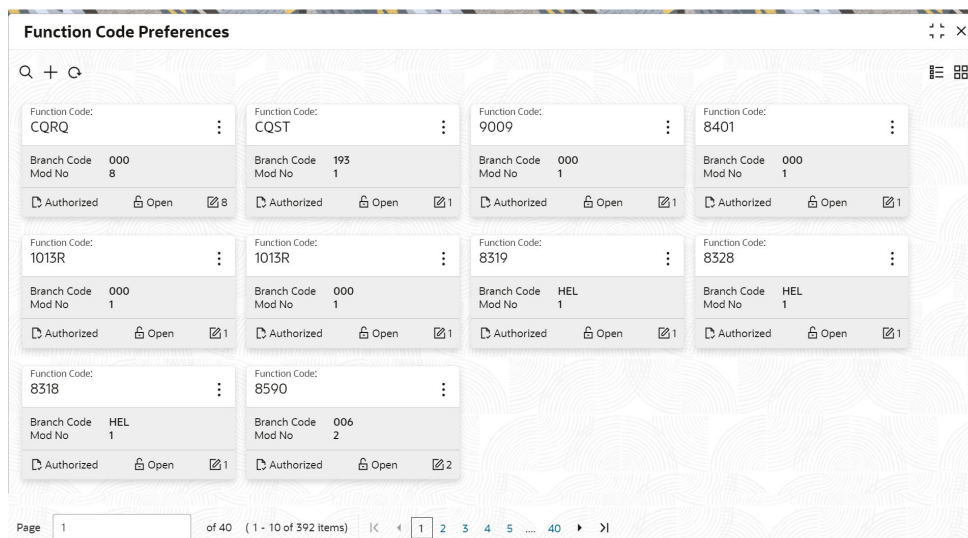 Function Code Preferences
Function Code:
CQRQ
Branch Code 000
Mod No 8
Authorized Open 8
Function Code:
CQST
Branch Code 193
Mod No 1
Authorized Open 1
Function Code:
9009
Branch Code 000
Mod No 1
Authorized Open 1
Function Code:
8401
Branch Code 000
Mod No 1
Authorized Open 1
Function Code:
1013R
Branch Code 000
Mod No 1
Authorized Open 1
Function Code:
1013R
Branch Code 000
Mod No 1
Authorized Open 1
Function Code:
8319
Branch Code HEL
Mod No 1
Authorized Open 1
Function Code:
8328
Branch Code HEL
Mod No 1
Authorized Open 1
Function Code:
8318
Branch Code HEL
Mod No 1
Authorized Open 1
Function Code:
8590
Branch Code 006
Mod No 2
Authorized Open 2
Page 1 of 40 ( 1 - 10 of 392 items) 1 2 3 4 5 .... 40